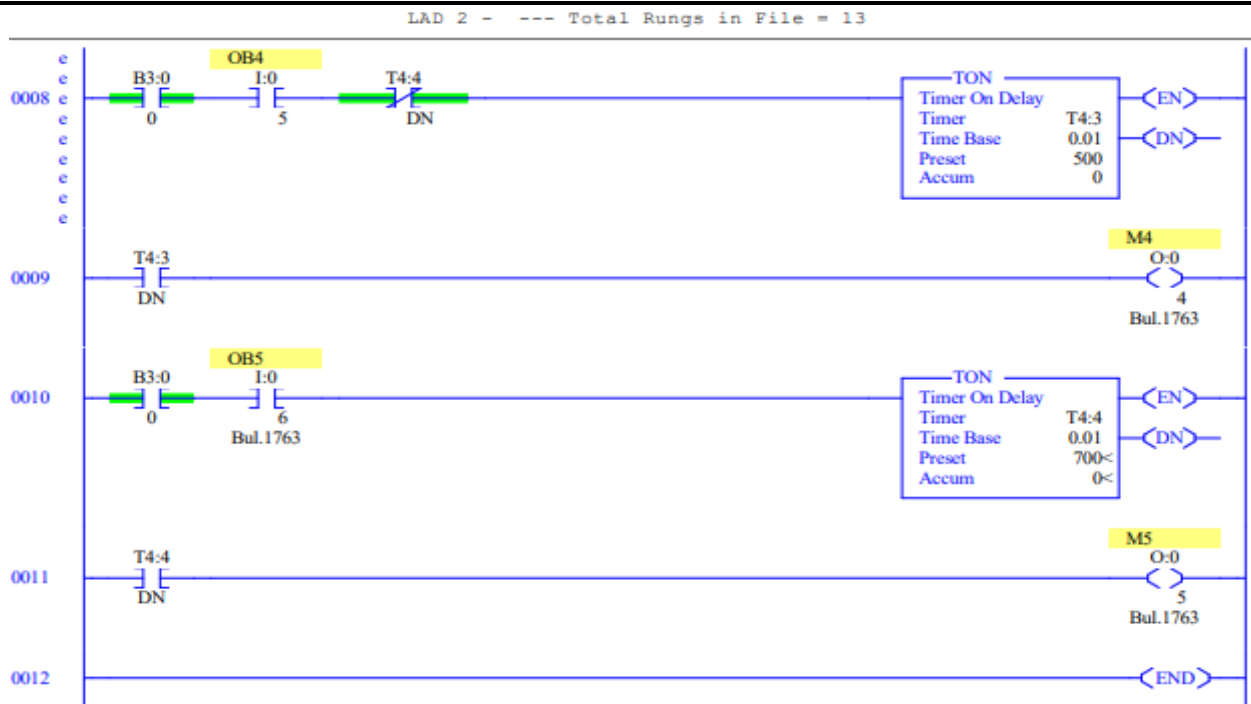 LAD 2 - --- Total Rungs in File = 13
e
e
e
e
e
e
e
e
e
0008
B3:0
0
OB4
I:0
5
T4:4
DN
TON
Timer On Delay
Timer T4:3
Time Base 0.01
Preset 500
Accum 0
EN
DN
0009
T4:3
DN
M4
O:0
4
Bul.1763
0010
B3:0
0
OB5
I:0
6
Bul.1763
TON
Timer On Delay
Timer T4:4
Time Base 0.01
Preset 700<
Accum 0<
EN
DN
0011
T4:4
DN
M5
O:0
5
Bul.1763
0012
END